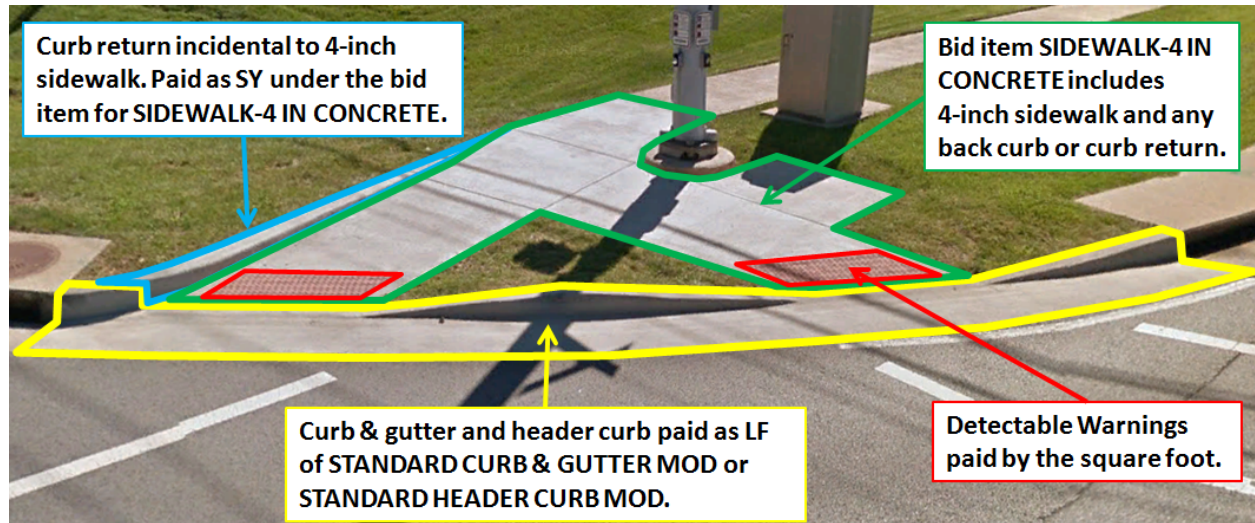 Curb return incidental to 4-inch
sidewalk. Paid as SY under the bid
item for SIDEWALK-4 IN CONCRETE.
Bid item SIDEWALK-4 IN
CONCRETE includes
4-inch sidewalk and any
back curb or curb return.
Curb & gutter and header curb paid as LF
of STANDARD CURB & GUTTER MOD or
STANDARD HEADER CURB MOD.
Detectable Warnings
paid by the square foot.